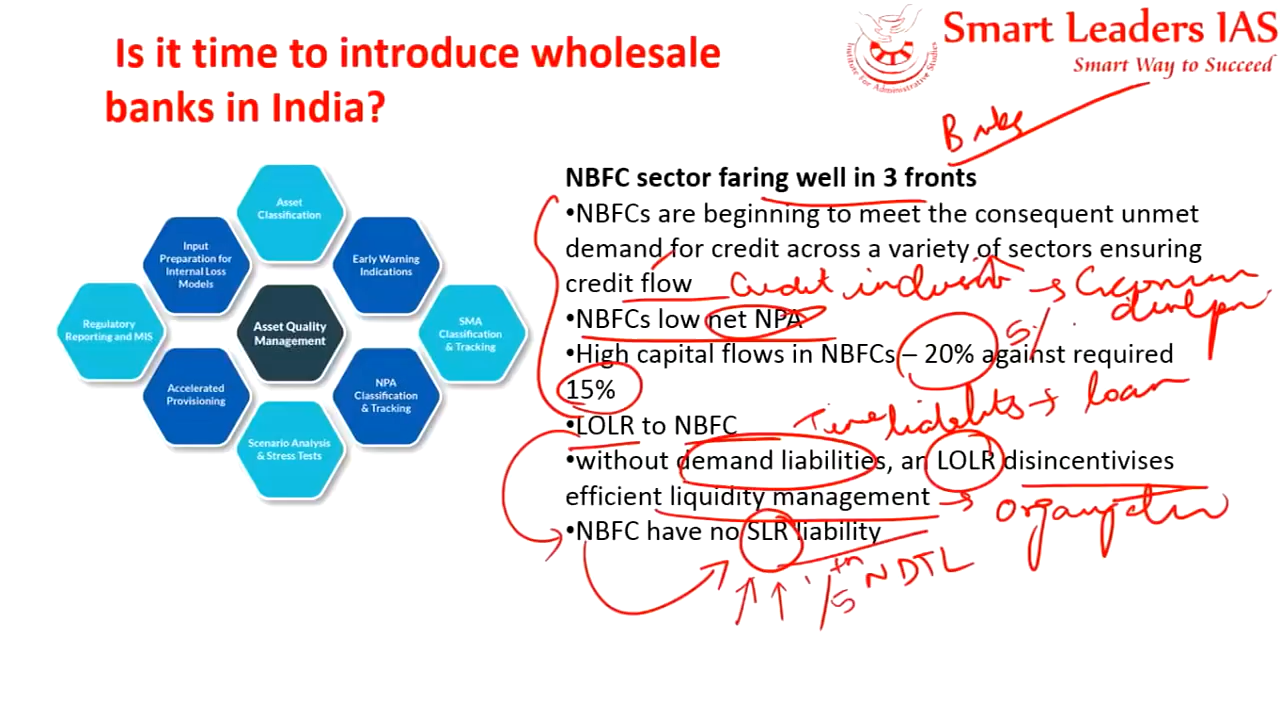 Is it time to introduce wholesale
banks in India?
Smart Leaders IAS
Smart Way to Succeed
Institute For Administrative Studies
Asset
Classification
Input
Preparation for
Internal Loss
Models
Early Warning
Indications
Regulatory
Reporting and MIS
Asset Quality
Management
SMA
Classification
& Tracking
Accelerated
Provisioning
NPA
Classification
& Tracking
Scenario Analysis
& Stress Tests
NBFC sector faring well in 3 fronts
•NBFCs are beginning to meet the consequent unmet
demand for credit across a variety of sectors ensuring
credit flow
•NBFCs low net NPA
5%
•High capital flows in NBFCs – 20% against required
15%
•LOLR to NBFC
Time liabilities → loan
•without demand liabilities, an LOLR disincentivises
efficient liquidity management →
•NBFC have no SLR liability
1/5th NDTL